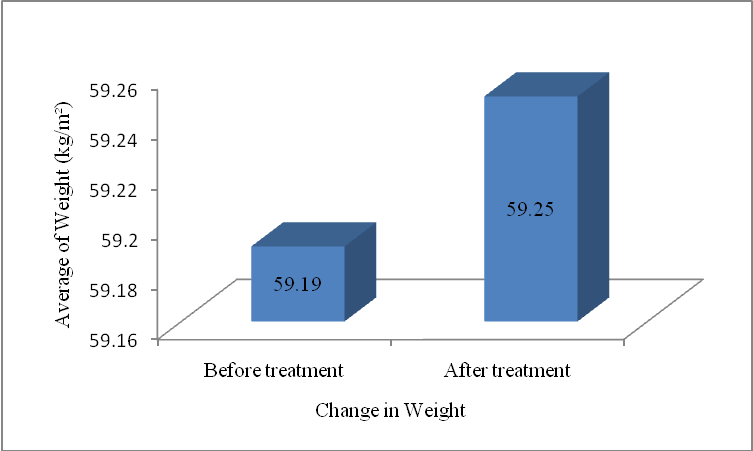 Average of Weight (kg/m²)
59.26
59.24
59.22
59.2
59.18
59.16
59.19
59.25
Before treatment
After treatment
Change in Weight